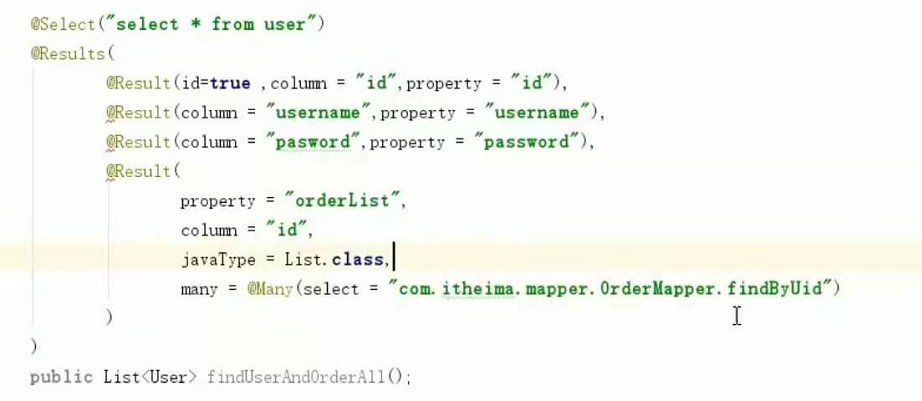 @Select("select * from user")
@Results(
@Result(id=true ,column = "id",property = "id"),
@Result(column = "username",property = "username"),
@Result(column = "pasword",property = "password"),
@Result(
property = "orderList",
column = "id",
javaType = List.class,
many = @Many(select = "com.itheima.mapper.OrderMapper.findByUid")
)
)
public List<User> findUserAndOrderAll();